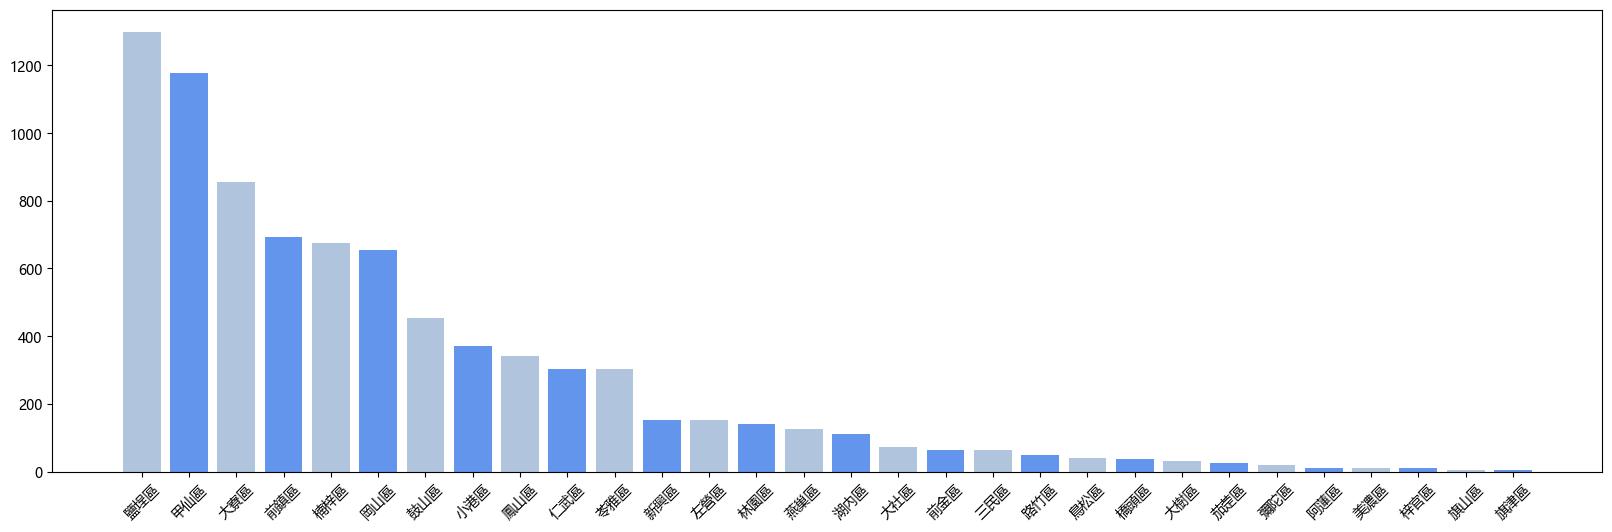 1200
1000
800
600
400
200
0
鹽埕區
甲仙區
大寮區
前鎮區
楠梓區
岡山區
鼓山區
小港區
鳳山區
仁武區
苓雅區
新興區
左營區
林園區
燕巢區
湖內區
大社區
前金區
三民區
路竹區
鳥松區
橋頭區
大樹區
茄萣區
彌陀區
阿蓮區
美濃區
梓官區
旗山區
旗津區